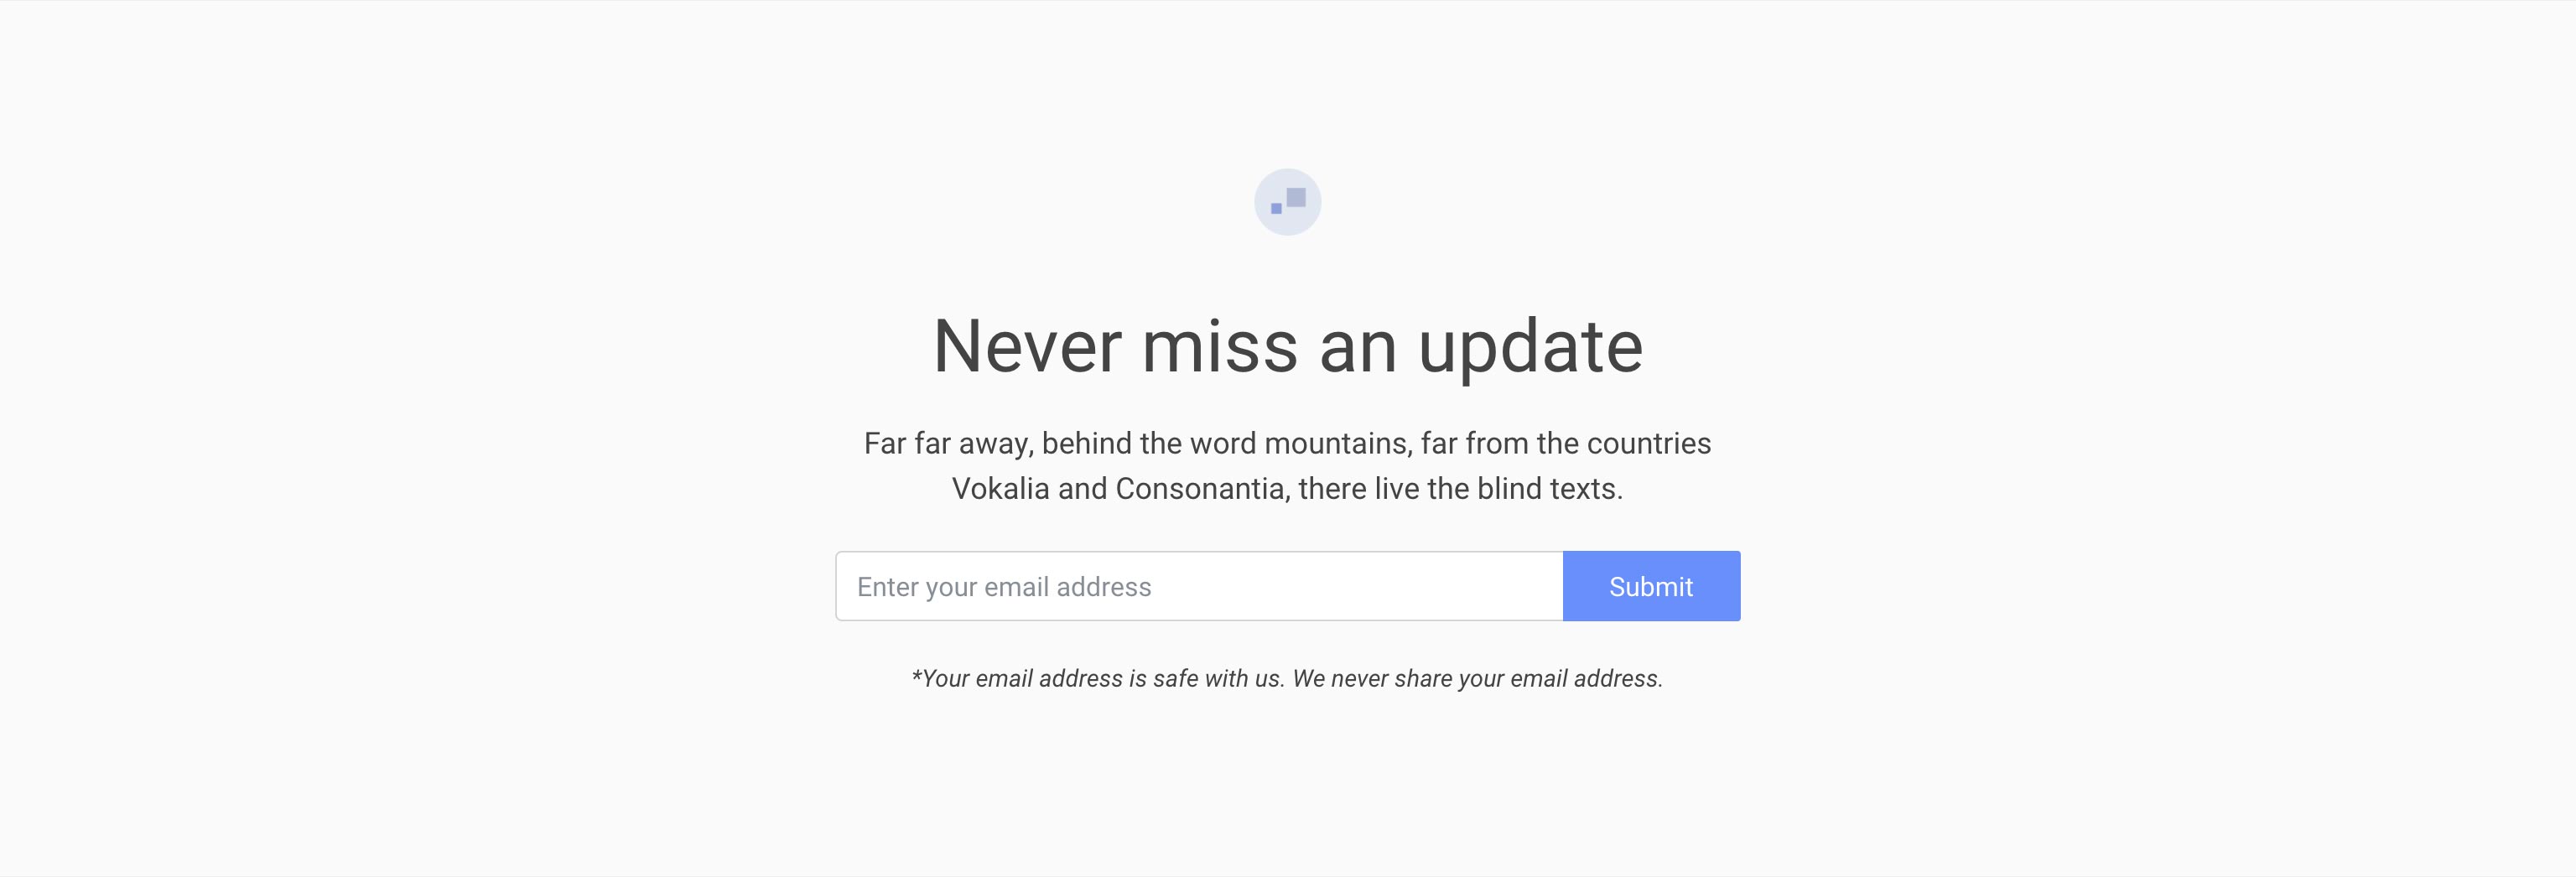 Never miss an update
Far far away, behind the word mountains, far from the countries
Vokalia and Consonantia, there live the blind texts.
Enter your email address
Submit
*Your email address is safe with us. We never share your email address.